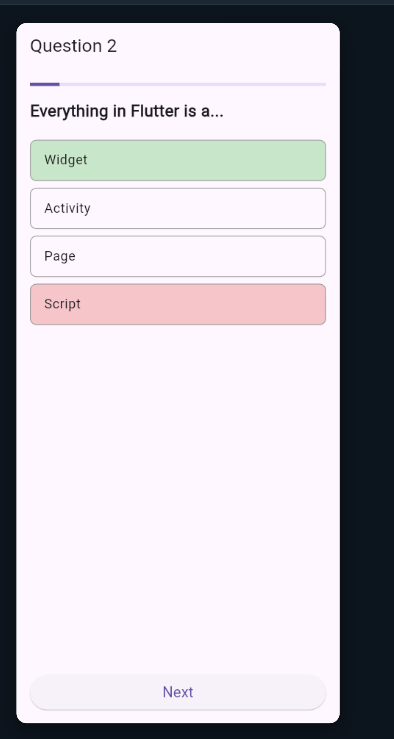 Question 2
Everything in Flutter is a...
Widget
Activity
Page
Script
Next